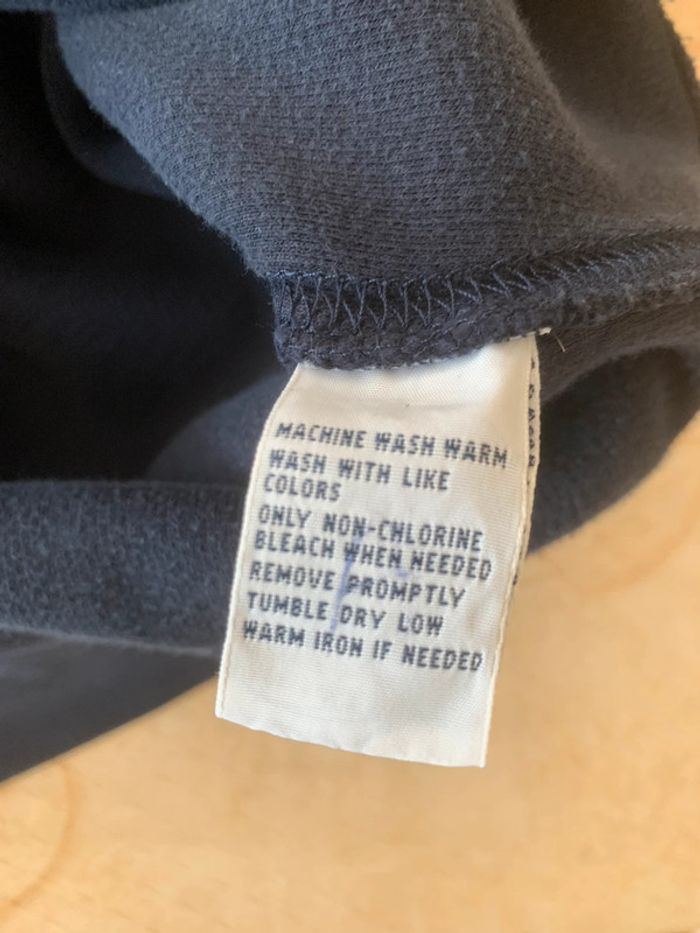 MACHINE WASH WARM
WASH WITH LIKE
COLORS
ONLY NON-CHLORINE
BLEACH WHEN NEEDED
REMOVE PROMPTLY
TUMBLE DRY LOW
WARM IRON IF NEEDED